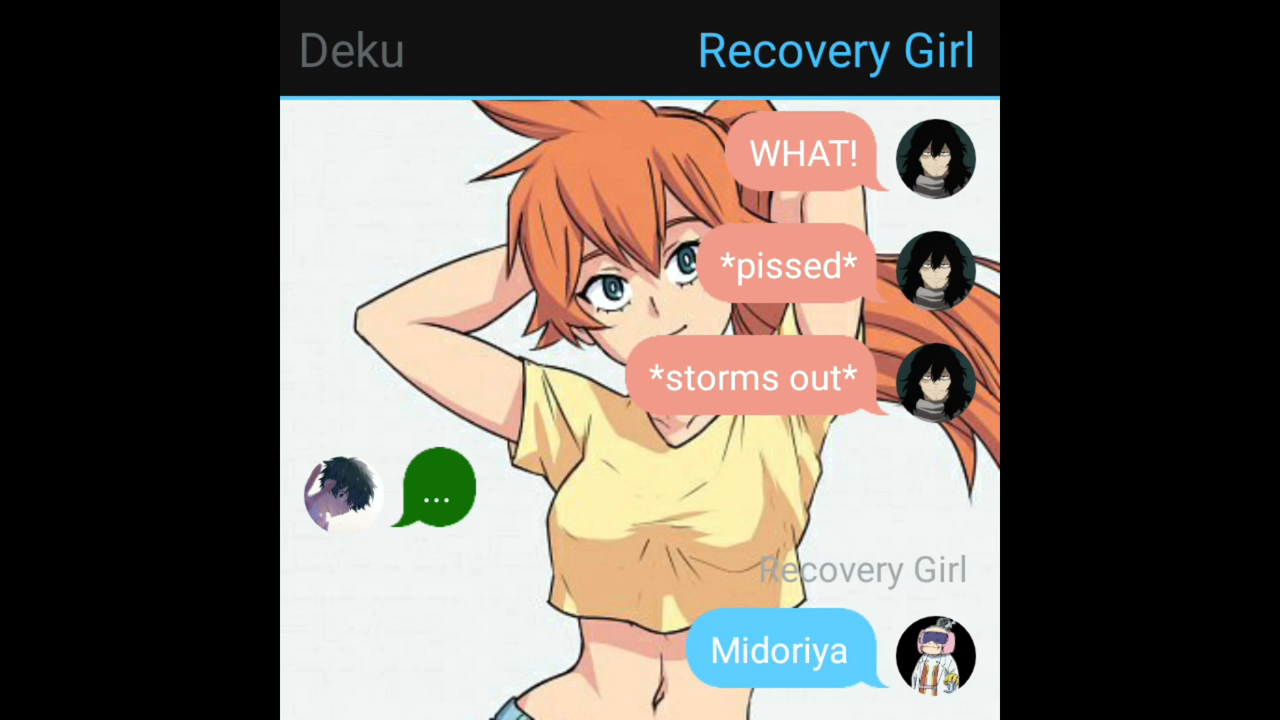 Deku
Recovery Girl
WHAT!
*pissed*
*storms out*
...
Recovery Girl
Midoriya